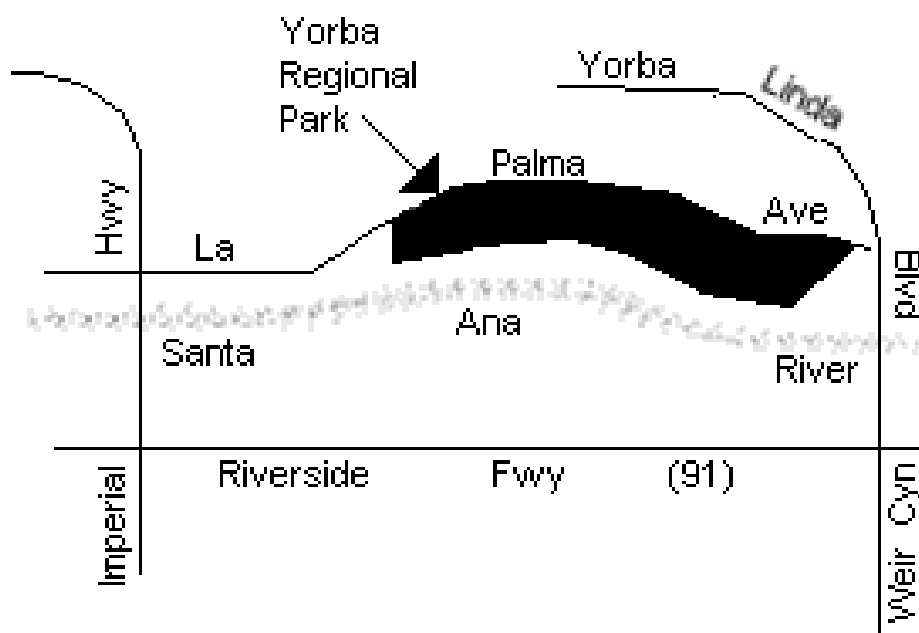 Yorba
Regional
Park
Yorba Linda
Blvd
Palma
Ave
La
Hwy
Santa
Ana
River
Riverside Fwy (91)
Imperial
Weir Cyn